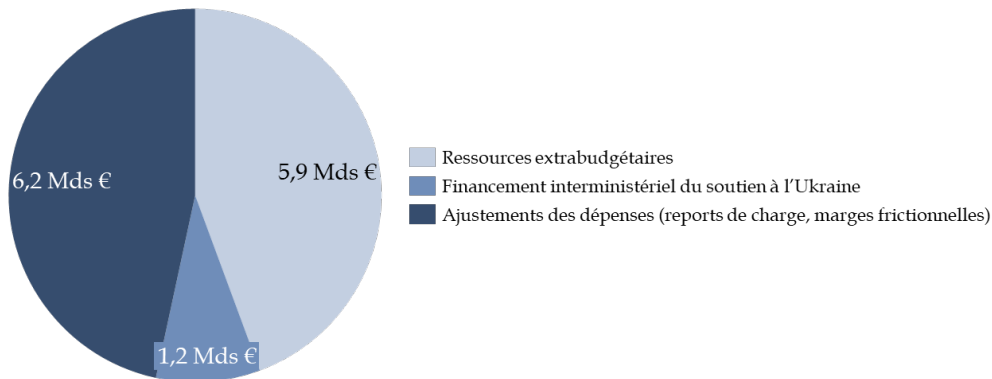 6,2 Mds €
5,9 Mds €
1,2 Mds €
Ressources extrabudgétaires
Financement interministériel du soutien à l’Ukraine
Ajustements des dépenses (reports de charge, marges frictionnelles)